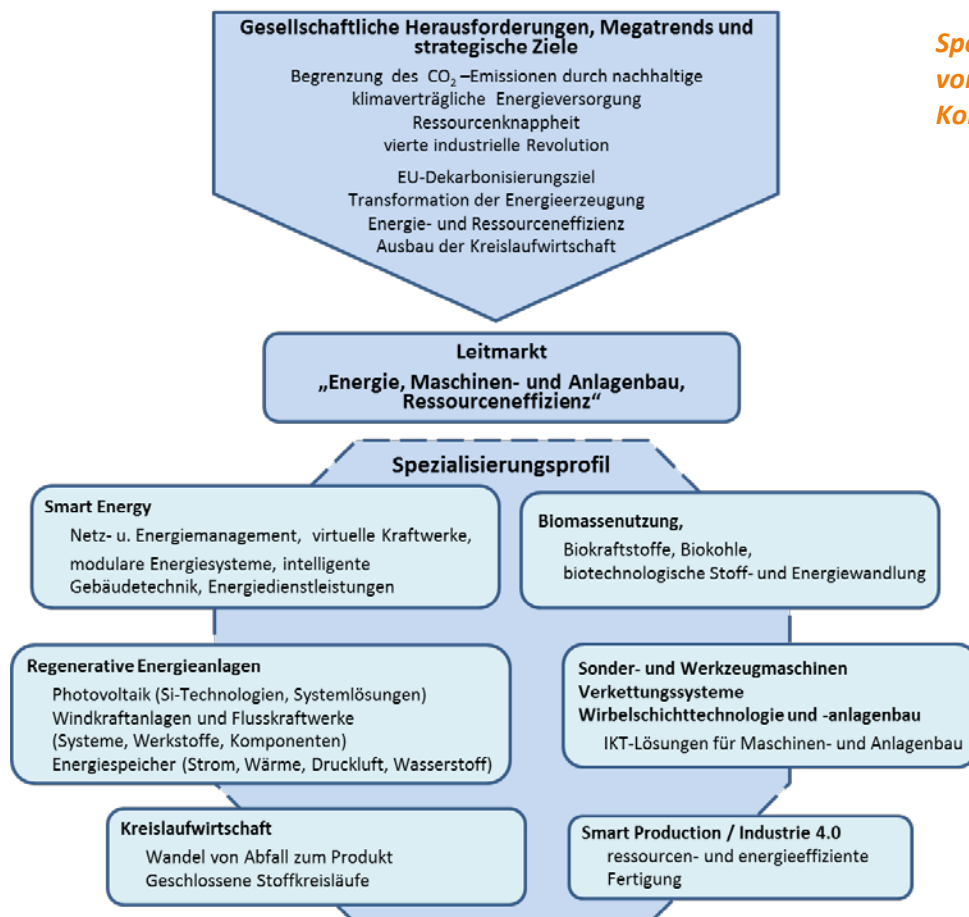 Gesellschaftliche Herausforderungen, Megatrends und
strategische Ziele
Begrenzung des CO₂–Emissionen durch nachhaltige
klimaverträgliche Energieversorgung
Ressourcenknappheit
vierte industrielle Revolution
EU-Dekarbonisierungsziel
Transformation der Energieerzeugung
Energie- und Ressourceneffizienz
Ausbau der Kreislaufwirtschaft
Leitmarkt
„Energie, Maschinen- und Anlagenbau,
Ressourceneffizienz“
Spezialisierungsprofil
Smart Energy
Netz- u. Energiemanagement, virtuelle Kraftwerke,
modulare Energiesysteme, intelligente
Gebäudetechnik, Energiedienstleistungen
Biomassenutzung,
Biokraftstoffe, Biokohle,
biotechnologische Stoff- und Energiewandlung
Regenerative Energieanlagen
Photovoltaik (Si-Technologien, Systemlösungen)
Windkraftanlagen und Flusskraftwerke
(Systeme, Werkstoffe, Komponenten)
Energiespeicher (Strom, Wärme, Druckluft, Wasserstoff)
Sonder- und Werkzeugmaschinen
Verkettungssysteme
Wirbelschichttechnologie und -anlagenbau
IKT-Lösungen für Maschinen- und Anlagenbau
Kreislaufwirtschaft
Wandel von Abfall zum Produkt
Geschlossene Stoffkreisläufe
Smart Production / Industrie 4.0
ressourcen- und energieeffiziente
Fertigung